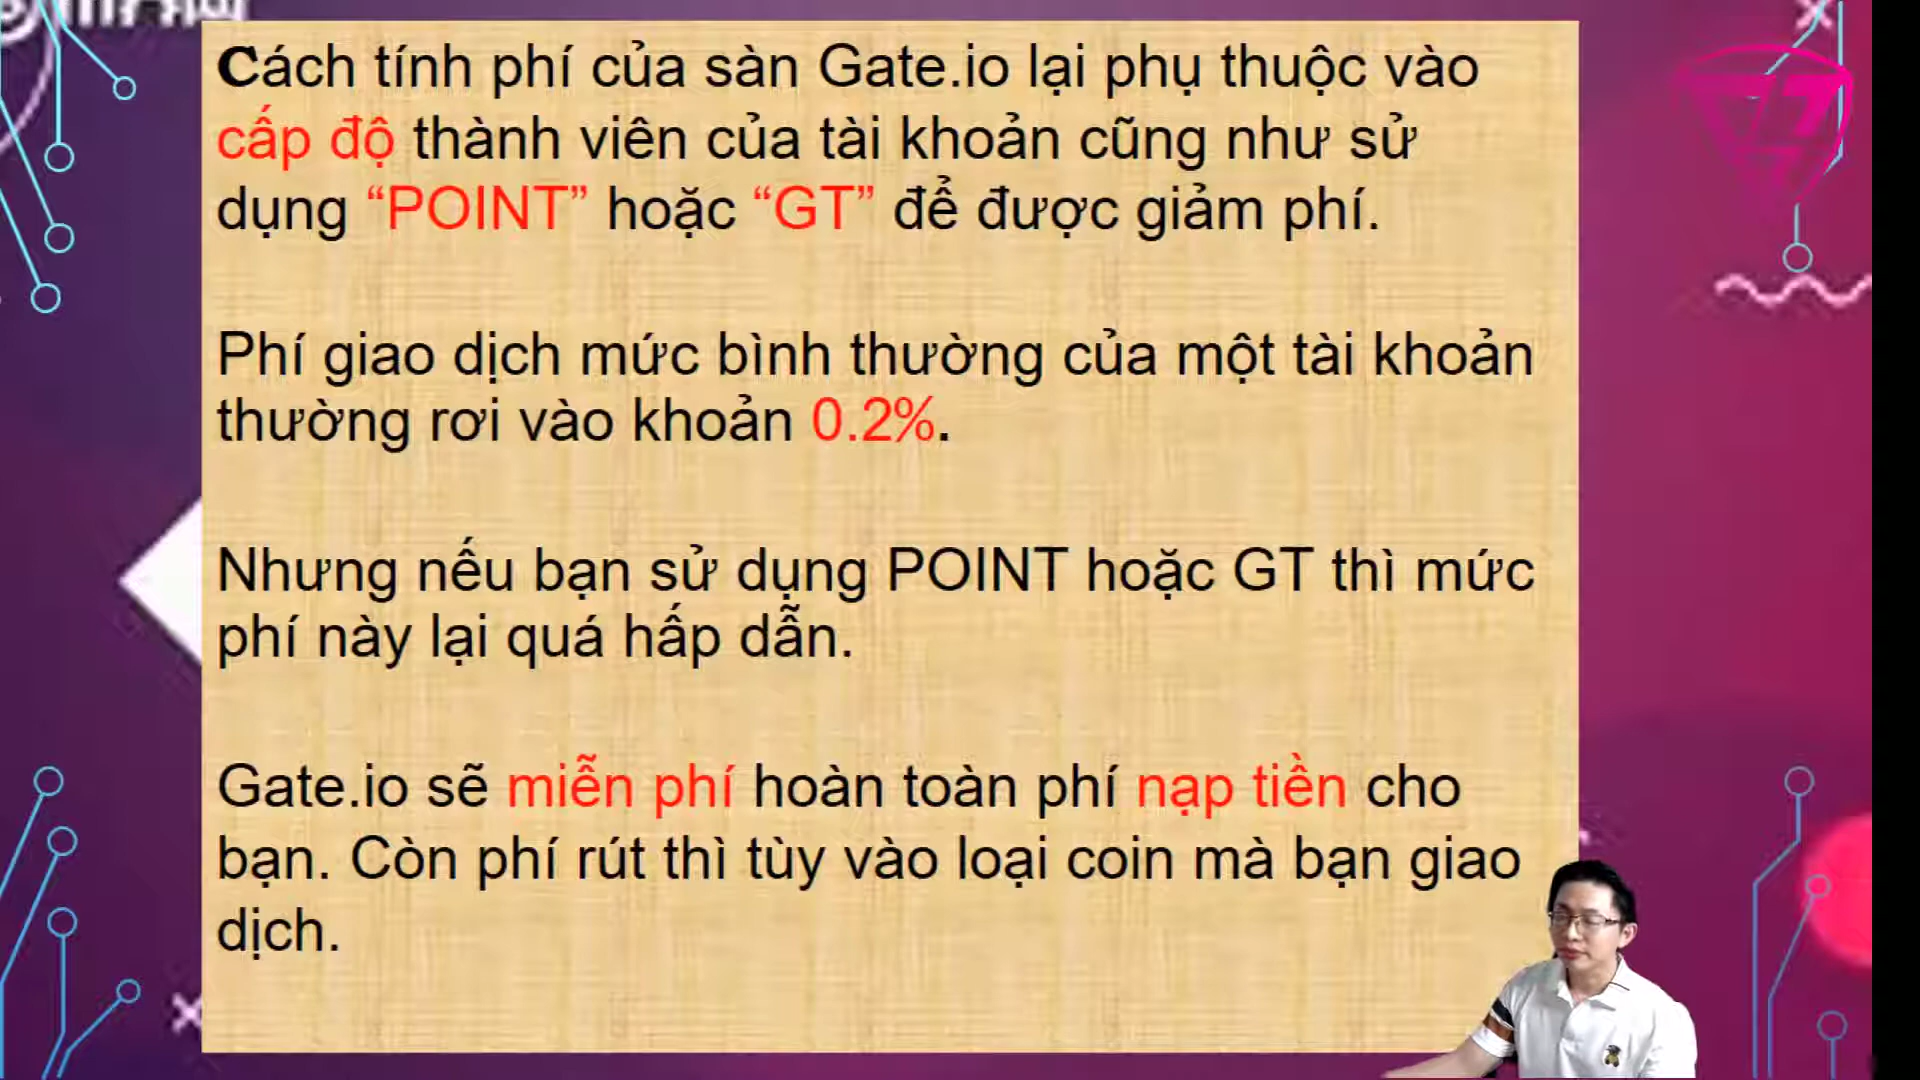 Cách tính phí của sàn Gate.io lại phụ thuộc vào
cấp độ thành viên của tài khoản cũng như sử
dụng “POINT” hoặc “GT” để được giảm phí.
Phí giao dịch mức bình thường của một tài khoản
thường rơi vào khoản 0.2%.
Nhưng nếu bạn sử dụng POINT hoặc GT thì mức
phí này lại quá hấp dẫn.
Gate.io sẽ miễn phí hoàn toàn phí nạp tiền cho
bạn. Còn phí rút thì tùy vào loại coin mà bạn giao
dịch.